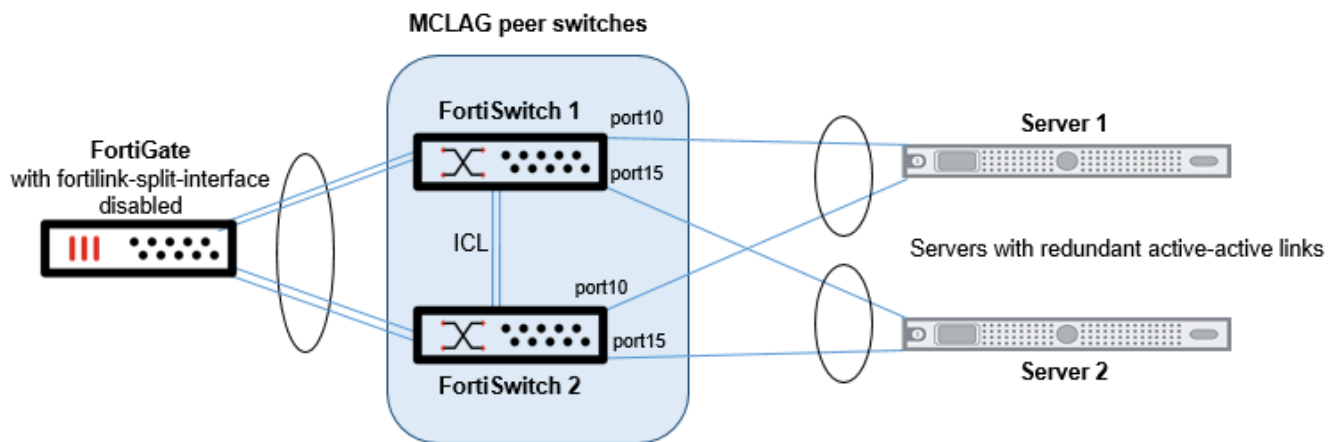 MCLAG peer switches
FortiSwitch 1
port10
port15
FortiGate
with fortilink-split-interface
disabled
ICL
port10
port15
FortiSwitch 2
Server 1
Servers with redundant active-active links
Server 2